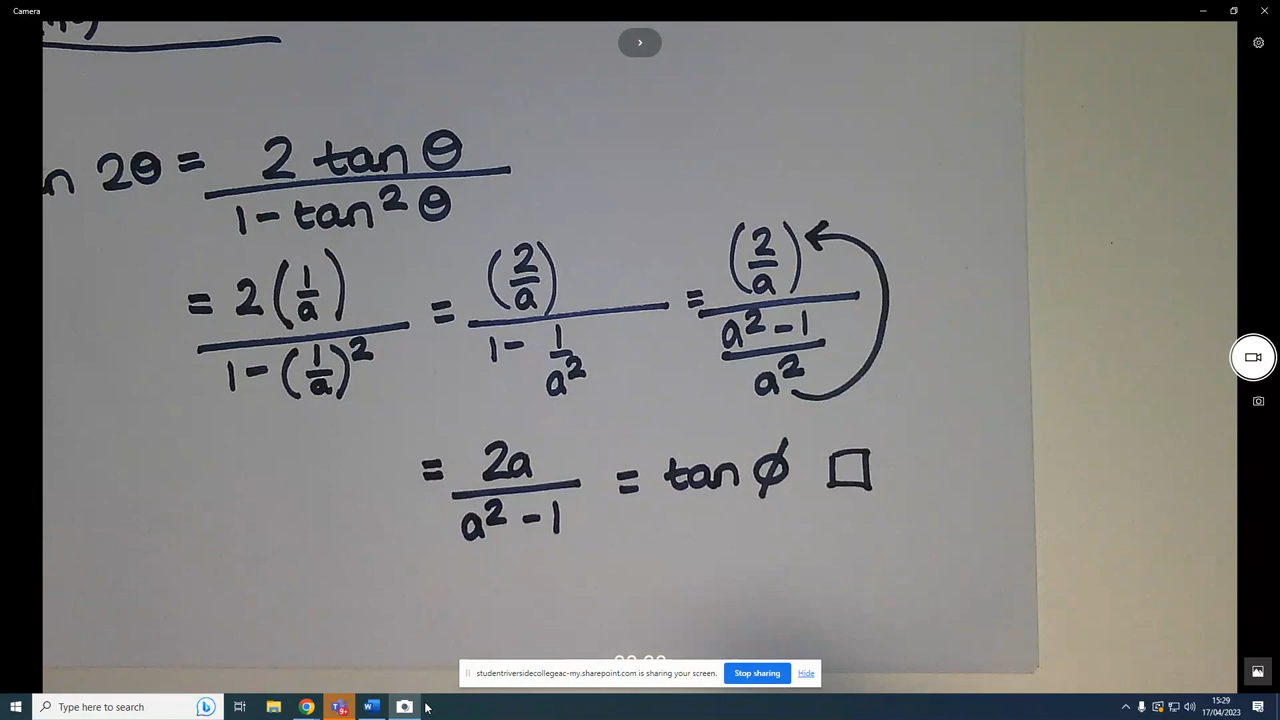 Camera
n 2θ = 2 tan θ / 1 - tan² θ
= 2(1/a) / 1 - (1/a)² = (2/a) / 1 - 1/a² = (2/a) / a² - 1 / a²
= 2a / a² - 1 = tan ϕ □
studentriversidecollegeac-my.sharepoint.com is sharing your screen. Stop sharing Hide
Type here to search
15:29
17/04/2023